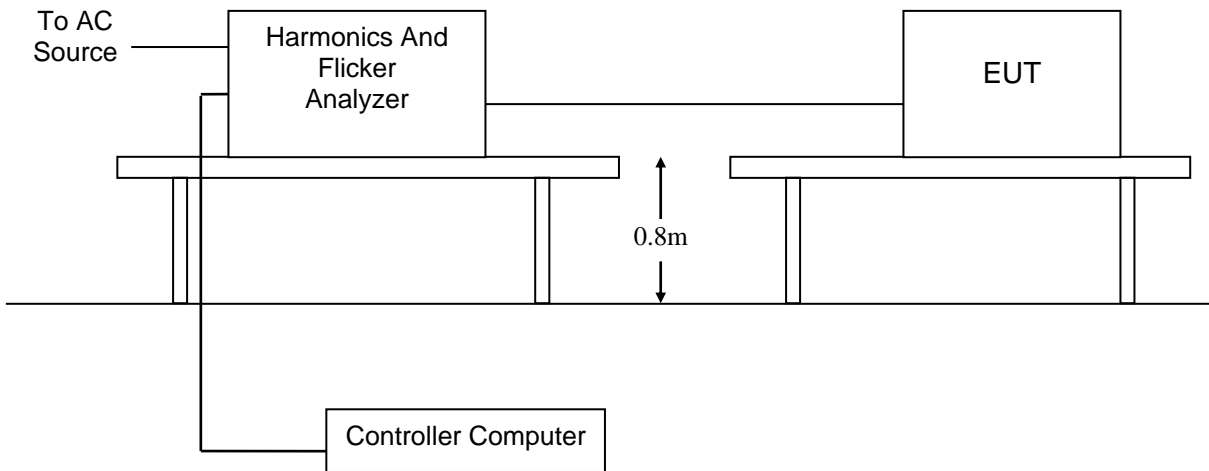 To AC
Source
Harmonics And
Flicker
Analyzer
EUT
0.8m
Controller Computer